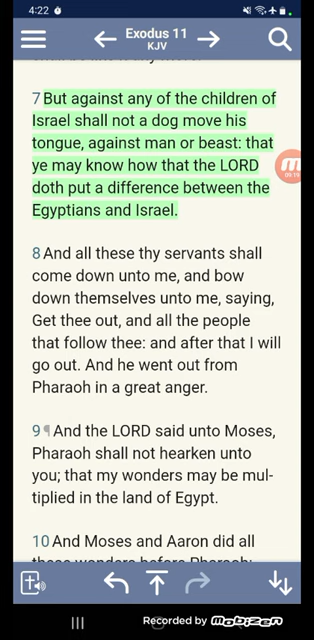 4:22
Exodus 11
KJV
7 But against any of the children of
Israel shall not a dog move his
tongue, against man or beast: that
ye may know how that the LORD
doth put a difference between the
Egyptians and Israel.
8 And all these thy servants shall
come down unto me, and bow
down themselves unto me, saying,
Get thee out, and all the people
that follow thee: and after that I will
go out. And he went out from
Pharaoh in a great anger.
9 ¶ And the LORD said unto Moses,
Pharaoh shall not hearken unto
you; that my wonders may be mul-
tiplied in the land of Egypt.
10 And Moses and Aaron did all
these wonders before Pharaoh:
Recorded by mobizen